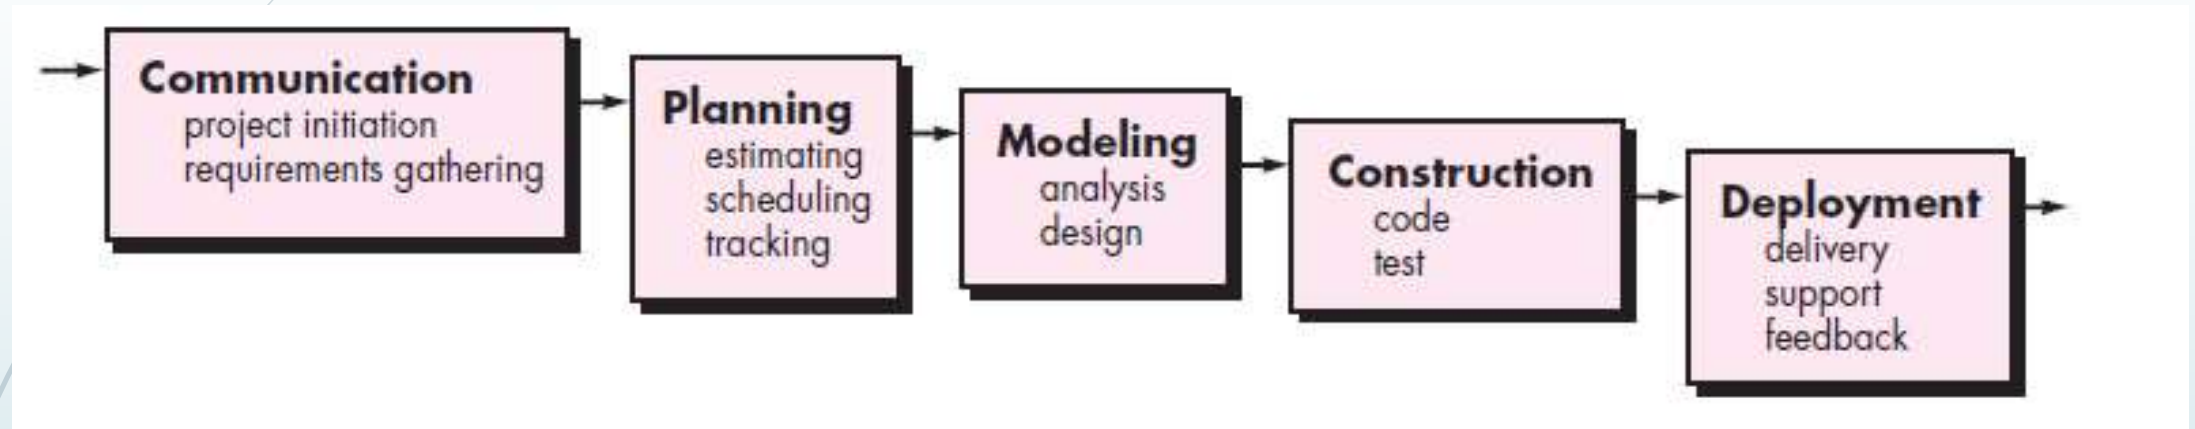 Communication
project initiation
requirements gathering
Planning
estimating
scheduling
tracking
Modeling
analysis
design
Construction
code
test
Deployment
delivery
support
feedback